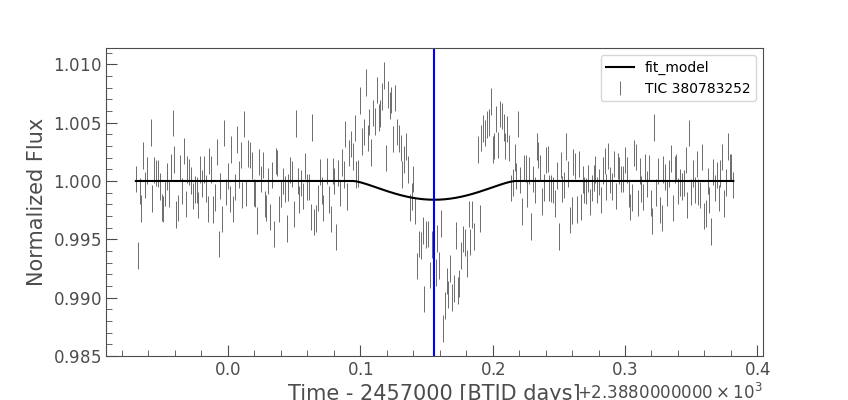 1.010
1.005
1.000
0.995
0.990
0.985
Normalized Flux
fit_model
TIC 380783252
0.0 0.1 0.2 0.3 0.4
Time - 2457000 [BTJD days]
+2.3880000000 × 10³